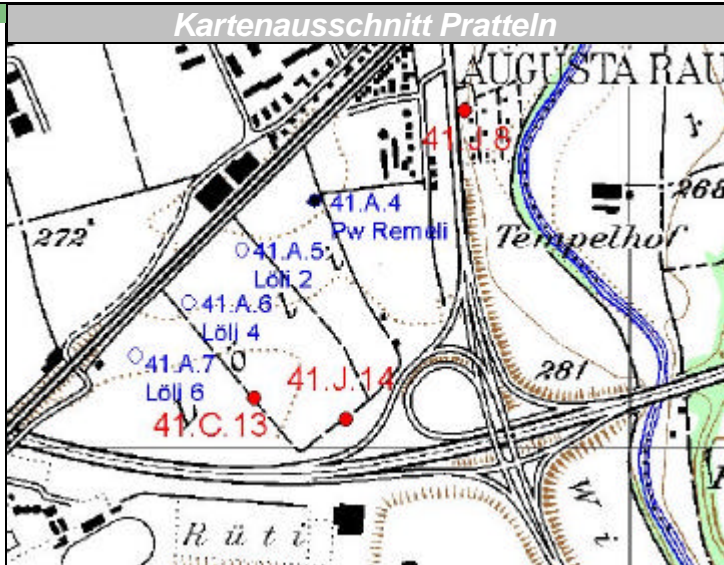 Kartenausschnitt Pratteln
AUGUSTA RAU
41.J.8
268
41.A.4
Pw Remeli
Tempelhof
272
41.A.5
Löli 2
41.A.6
Löli 4
41.A.7
Löli 6
L ö l i
281
41.J.14
41.C.13
W i
R ü t i